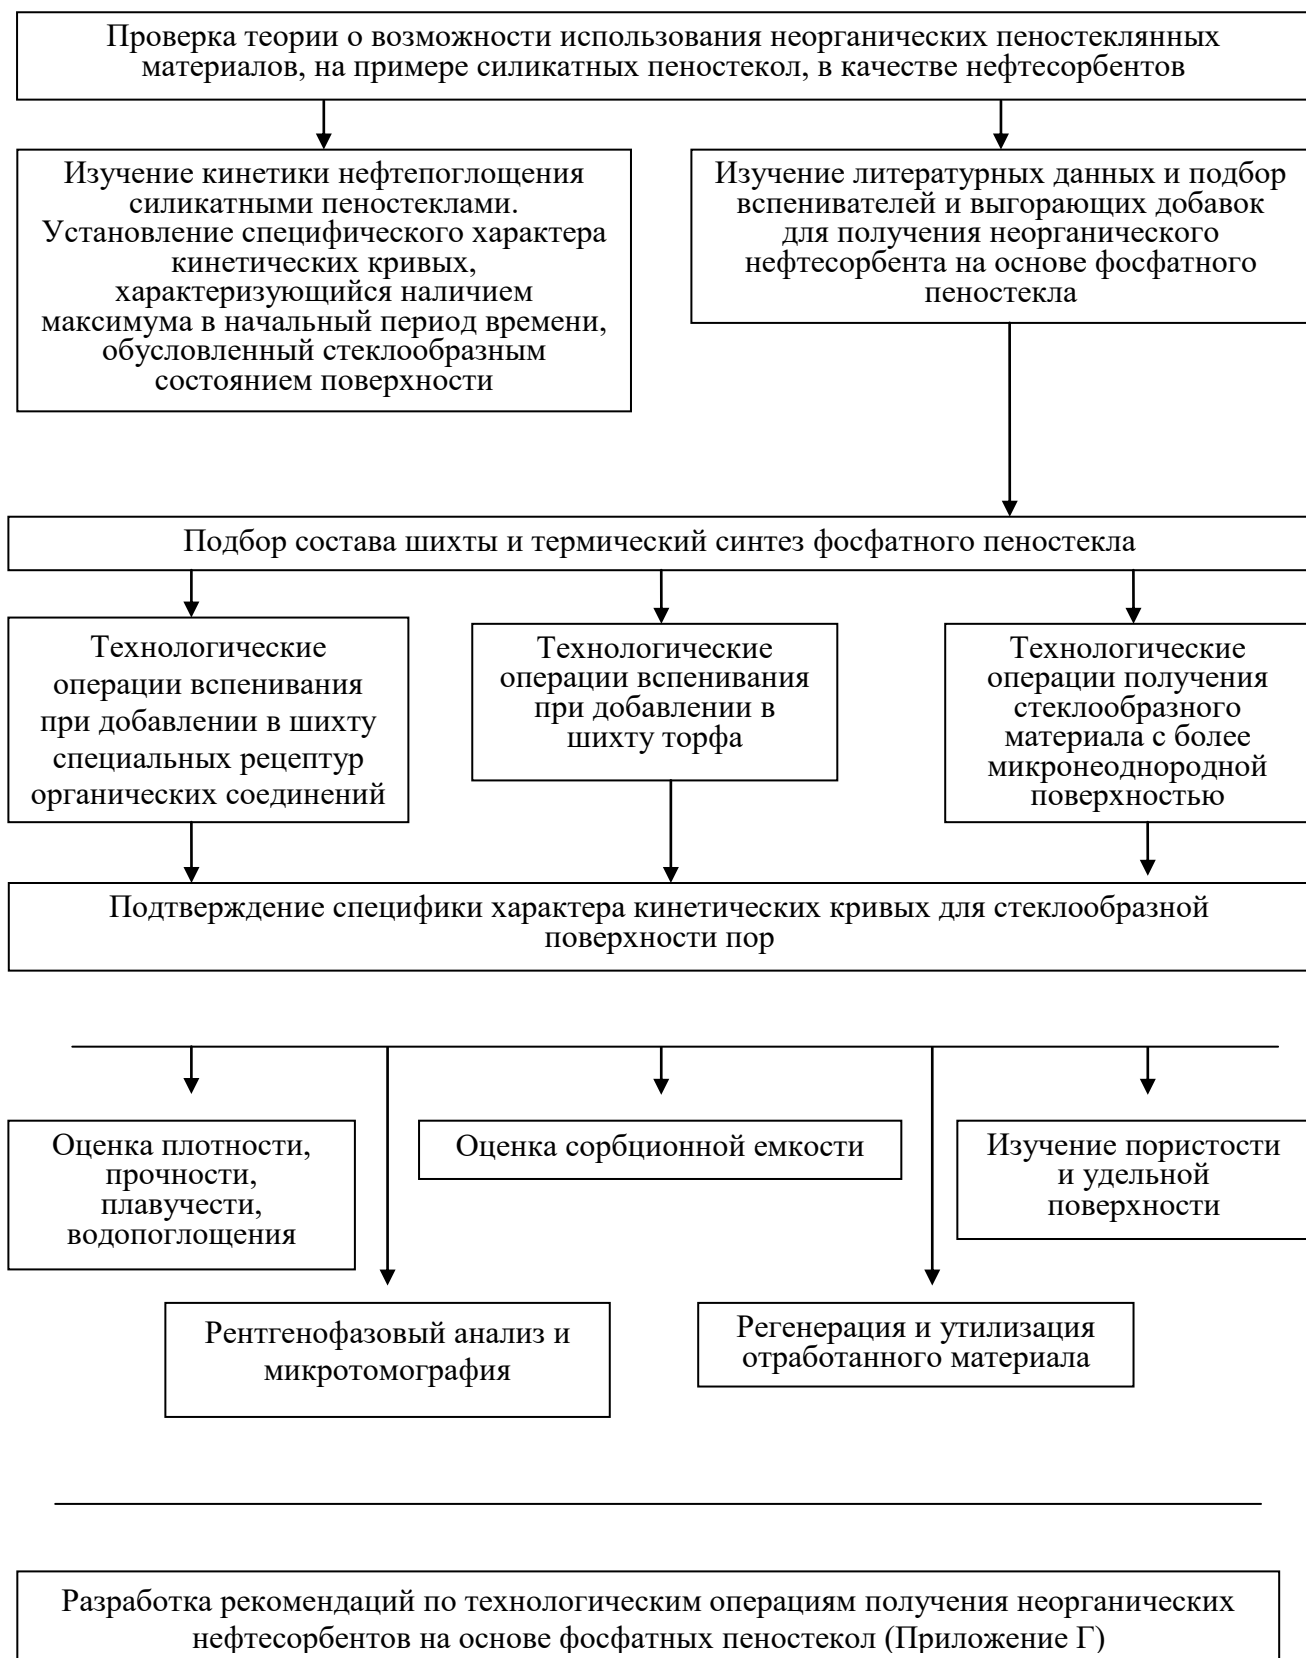 Проверка теории о возможности использования неорганических пеностеклянных
материалов, на примере силикатных пеностекол, в качестве нефтесорбентов
Изучение кинетики нефтепоглощения
силикатными пеностеклами.
Установление специфического характера
кинетических кривых,
характеризующийся наличием
максимума в начальный период времени,
обусловленный стеклообразным
состоянием поверхности
Изучение литературных данных и подбор
вспенивателей и выгорающих добавок
для получения неорганического
нефтесорбента на основе фосфатного
пеностекла
Подбор состава шихты и термический синтез фосфатного пеностекла
Технологические
операции вспенивания
при добавлении в шихту
специальных рецептур
органических соединений
Технологические
операции вспенивания
при добавлении в
шихту торфа
Технологические
операции получения
стеклообразного
материала с более
микронеоднородной
поверхностью
Подтверждение специфики характера кинетических кривых для стеклообразной
поверхности пор
Оценка плотности,
прочности,
плавучести,
водопоглощения
Оценка сорбционной емкости
Изучение пористости
и удельной
поверхности
Рентгенофазовый анализ и
микротомография
Регенерация и утилизация
отработанного материала
Разработка рекомендаций по технологическим операциям получения неорганических
нефтесорбентов на основе фосфатных пеностекол (Приложение Г)